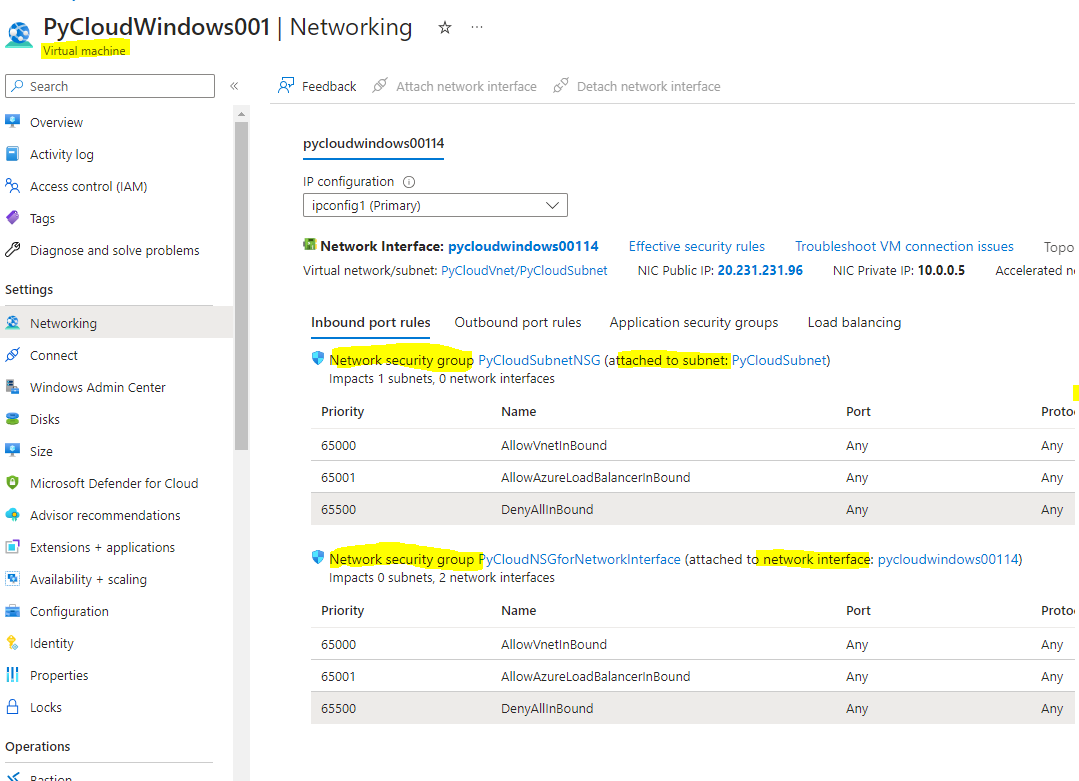 PyCloudWindows001 | Networking ☆ ...
Virtual machine
Search «
Overview
Activity log
Access control (IAM)
Tags
Diagnose and solve problems
Settings
Networking
Connect
Windows Admin Center
Disks
Size
Microsoft Defender for Cloud
Advisor recommendations
Extensions + applications
Availability + scaling
Configuration
Identity
Properties
Locks
Operations
Bastion
Feedback Attach network interface Detach network interface
pycloudwindows00114
IP configuration
ipconfig1 (Primary)
Network Interface: pycloudwindows00114 Effective security rules Troubleshoot VM connection issues Topo
Virtual network/subnet: PyCloudVnet/PyCloudSubnet NIC Public IP: 20.231.231.96 NIC Private IP: 10.0.0.5 Accelerated ne
Inbound port rules Outbound port rules Application security groups Load balancing
Network security group PyCloudSubnetNSG (attached to subnet: PyCloudSubnet)
Impacts 1 subnets, 0 network interfaces
Priority Name Port Proto
65000 AllowVnetInBound Any Any
65001 AllowAzureLoadBalancerInBound Any Any
65500 DenyAllInBound Any Any
Network security group PyCloudNSGforNetworkInterface (attached to network interface: pycloudwindows00114)
Impacts 0 subnets, 2 network interfaces
Priority Name Port Proto
65000 AllowVnetInBound Any Any
65001 AllowAzureLoadBalancerInBound Any Any
65500 DenyAllInBound Any Any